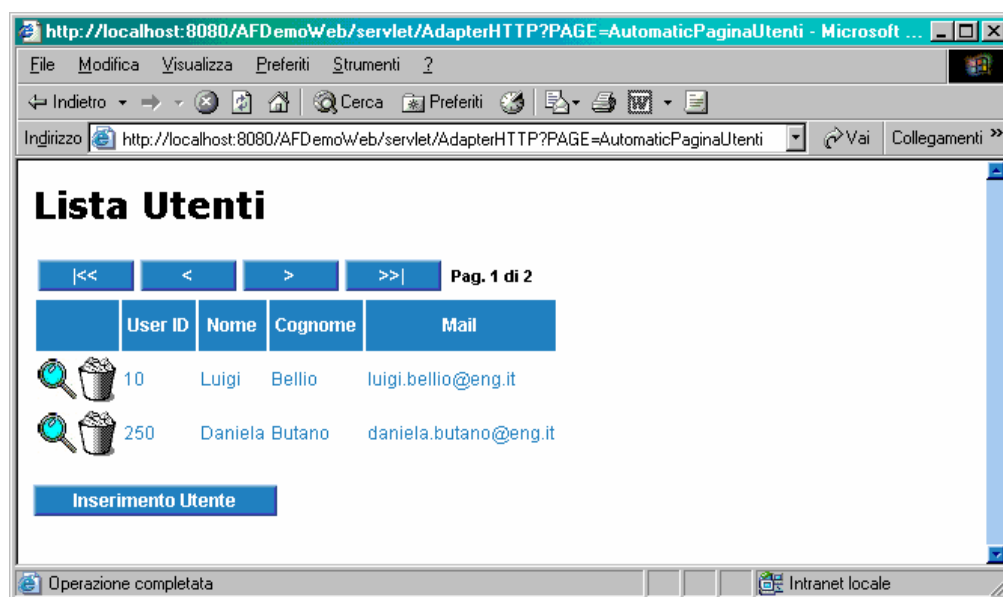 http://localhost:8080/AFDemoWeb/servlet/AdapterHTTP?PAGE=AutomaticPaginaUtenti - Microsoft ...
File Modifica Visualizza Preferiti Strumenti ?
Indietro Cerca Preferiti
Indirizzo http://localhost:8080/AFDemoWeb/servlet/AdapterHTTP?PAGE=AutomaticPaginaUtenti Vai Collegamenti »
Lista Utenti
|<< < > >>| Pag. 1 di 2
User ID Nome Cognome Mail
10 Luigi Bellio luigi.bellio@eng.it
250 Daniela Butano daniela.butano@eng.it
Inserimento Utente
Operazione completata Intranet locale